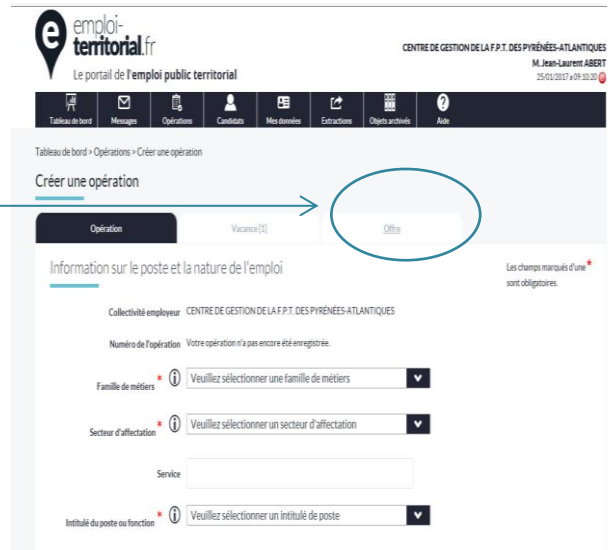 emploi-
territorial.fr
Le portail de l'emploi public territorial
CENTRE DE GESTION DE LA F.P.T. DES PYRÉNÉES-ATLANTIQUES
M. Jean-Laurent ABERT
25/01/2017 à 09:10:20
Tableau de bord Messages Opérations Candidats Mes données Extractions Objets archivés Aide
Tableau de bord > Opérations > Créer une opération
Créer une opération
Opération Vacance [1] Offre
Information sur le poste et la nature de l'emploi
Les champs marqués d'une *
sont obligatoires.
Collectivité employeur CENTRE DE GESTION DE LA F.P.T. DES PYRÉNÉES-ATLANTIQUES
Numéro de l'opération Votre opération n'a pas encore été enregistrée.
Famille de métiers * Veuillez sélectionner une famille de métiers
Secteur d'affectation * Veuillez sélectionner un secteur d'affectation
Service
Intitulé du poste ou fonction * Veuillez sélectionner un intitulé de poste